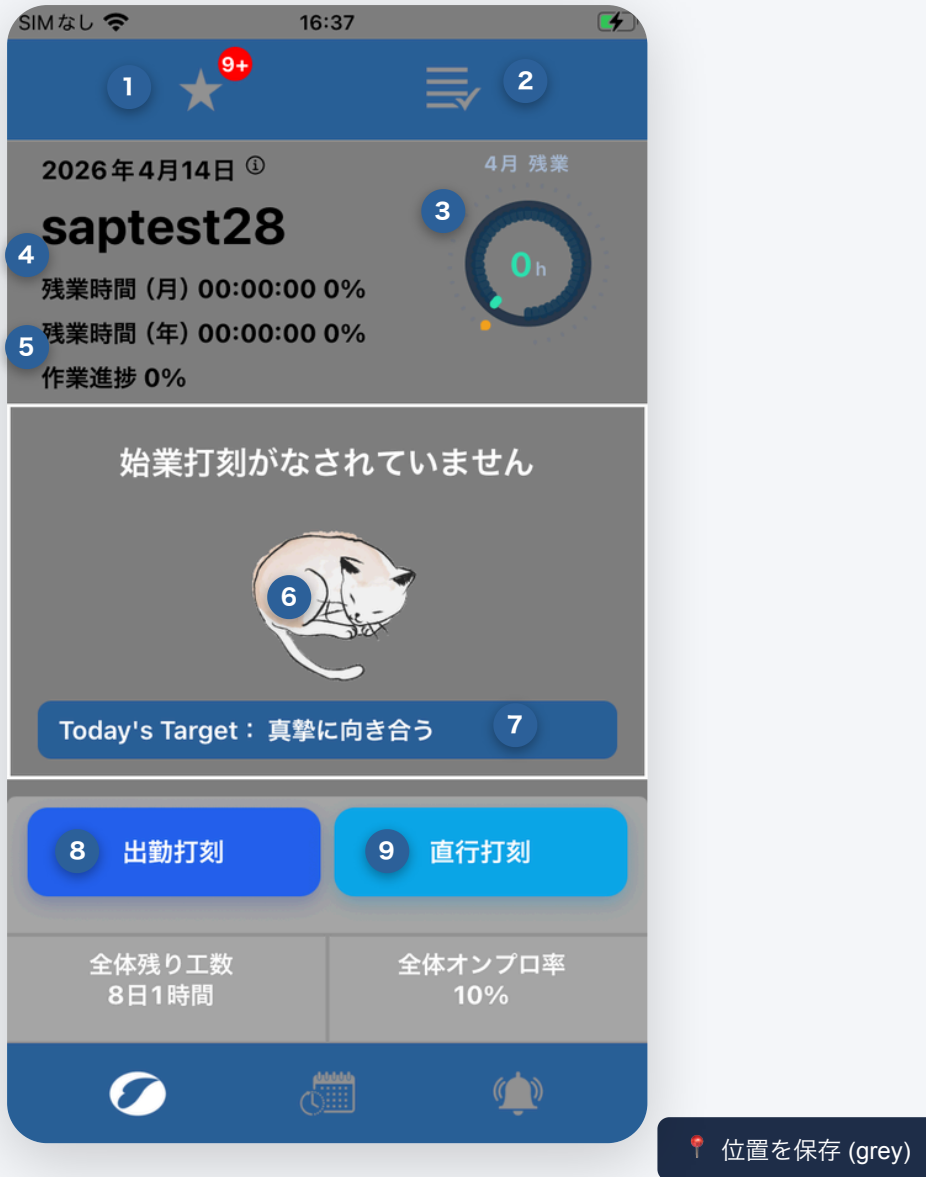 SIMなし 16:37
1 9+ 2
2026年4月14日 ⓘ
4月 残業
3
saptest28
0h
4
残業時間 (月) 00:00:00 0%
残業時間 (年) 00:00:00 0%
5
作業進捗 0%
始業打刻がなされていません
6
Today's Target： 真摯に向き合う 7
8 出勤打刻
9 直行打刻
全体残り工数
8日1時間
全体オンプロ率
10%
📍 位置を保存 (grey)